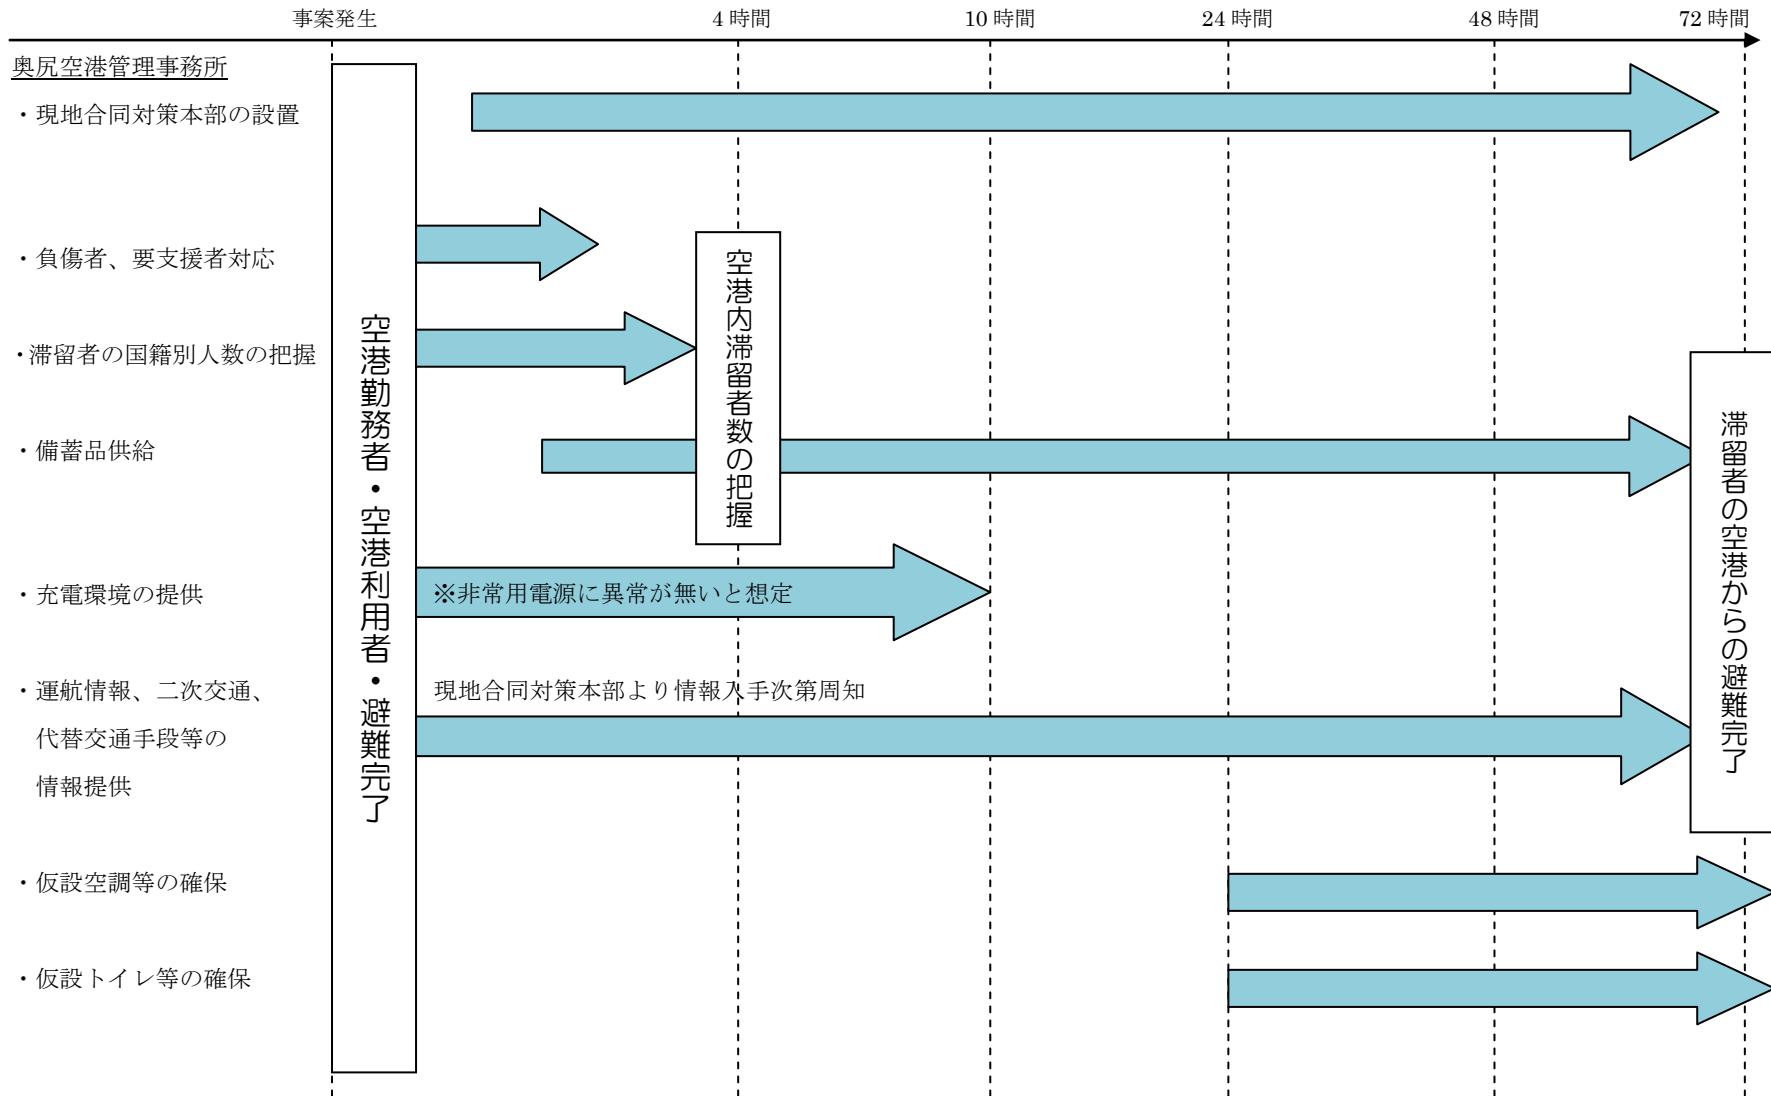 事案発生
4 時間
10 時間
24 時間
48 時間
72 時間
奥尻空港管理事務所
・現地合同対策本部の設置
・負傷者、要支援者対応
・滞留者の国籍別人数の把握
・備蓄品供給
・充電環境の提供
※非常用電源に異常が無いと想定
・運航情報、二次交通、
代替交通手段等の
情報提供
現地合同対策本部より情報入手次第周知
・仮設空調等の確保
・仮設トイレ等の確保
空港勤務者・空港利用者・避難完了
空港内滞留者数の把握
滞留者の空港からの避難完了